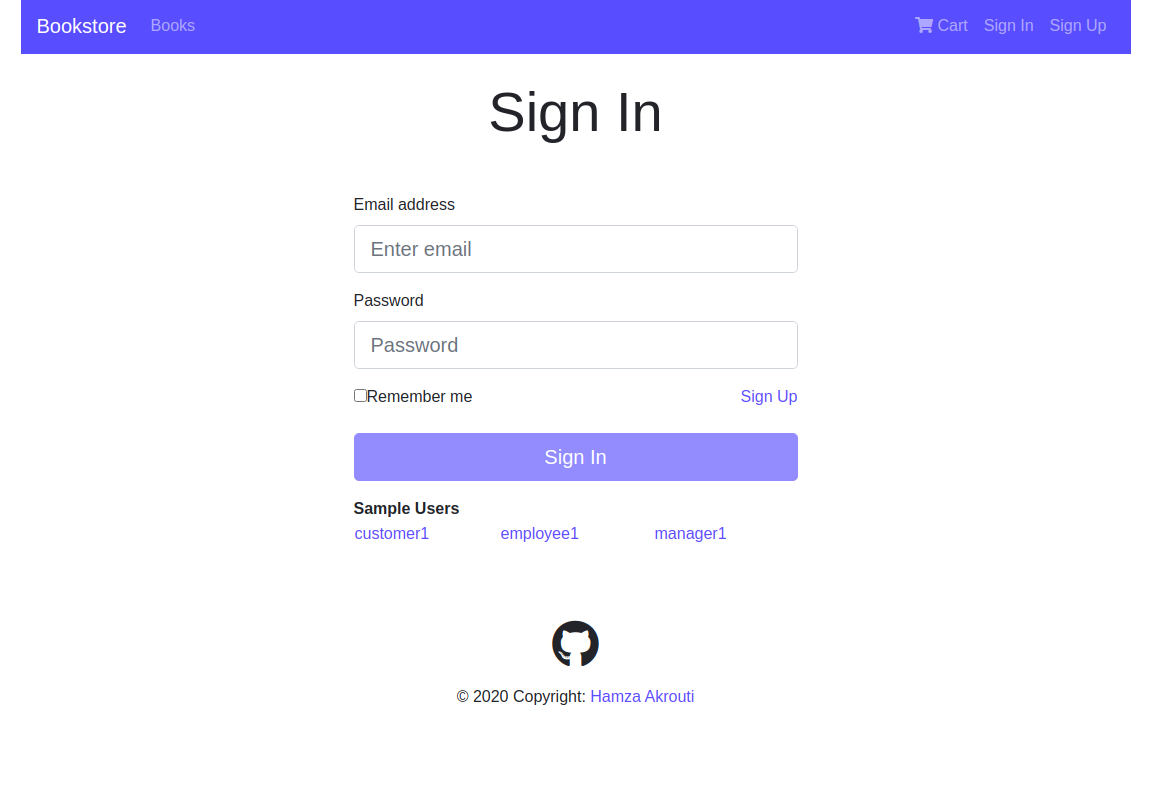 Bookstore Books Cart Sign In Sign Up
Sign In
Email address
Enter email
Password
Password
Remember me Sign Up
Sign In
Sample Users
customer1 employee1 manager1
© 2020 Copyright: Hamza Akrouti